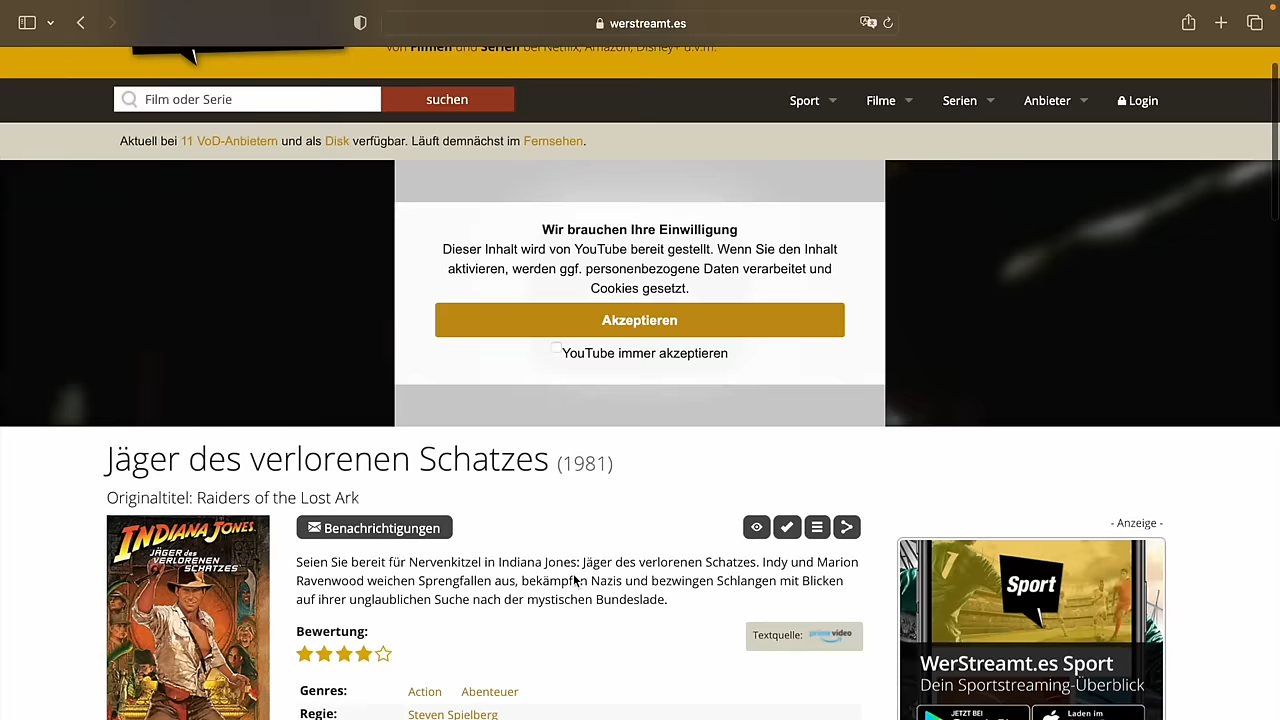 werstreamt.es
von Filmen und Serien bei Netflix, Amazon, Disney+ u.v.m.
Film oder Serie
suchen
Sport
Filme
Serien
Anbieter
Login
Aktuell bei 11 VoD-Anbietern und als Disk verfügbar. Läuft demnächst im Fernsehen.
Wir brauchen Ihre Einwilligung
Dieser Inhalt wird von YouTube bereit gestellt. Wenn Sie den Inhalt
aktivieren, werden ggf. personenbezogene Daten verarbeitet und
Cookies gesetzt.
Akzeptieren
YouTube immer akzeptieren
Jäger des verlorenen Schatzes (1981)
Originaltitel: Raiders of the Lost Ark
INDIANA JONES
JÄGER des
VERLORENEN
SCHATZES
Benachrichtigungen
- Anzeige -
Seien Sie bereit für Nervenkitzel in Indiana Jones: Jäger des verlorenen Schatzes. Indy und Marion
Ravenwood weichen Sprengfallen aus, bekämpfen Nazis und bezwingen Schlangen mit Blicken
auf ihrer unglaublichen Suche nach der mystischen Bundeslade.
Bewertung:
Textquelle: prime video
Genres: Action Abenteuer
Regie: Steven Spielberg
Sport
WerStreamt.es Sport
Dein Sportstreaming-Überblick
JETZT BEI
Laden im